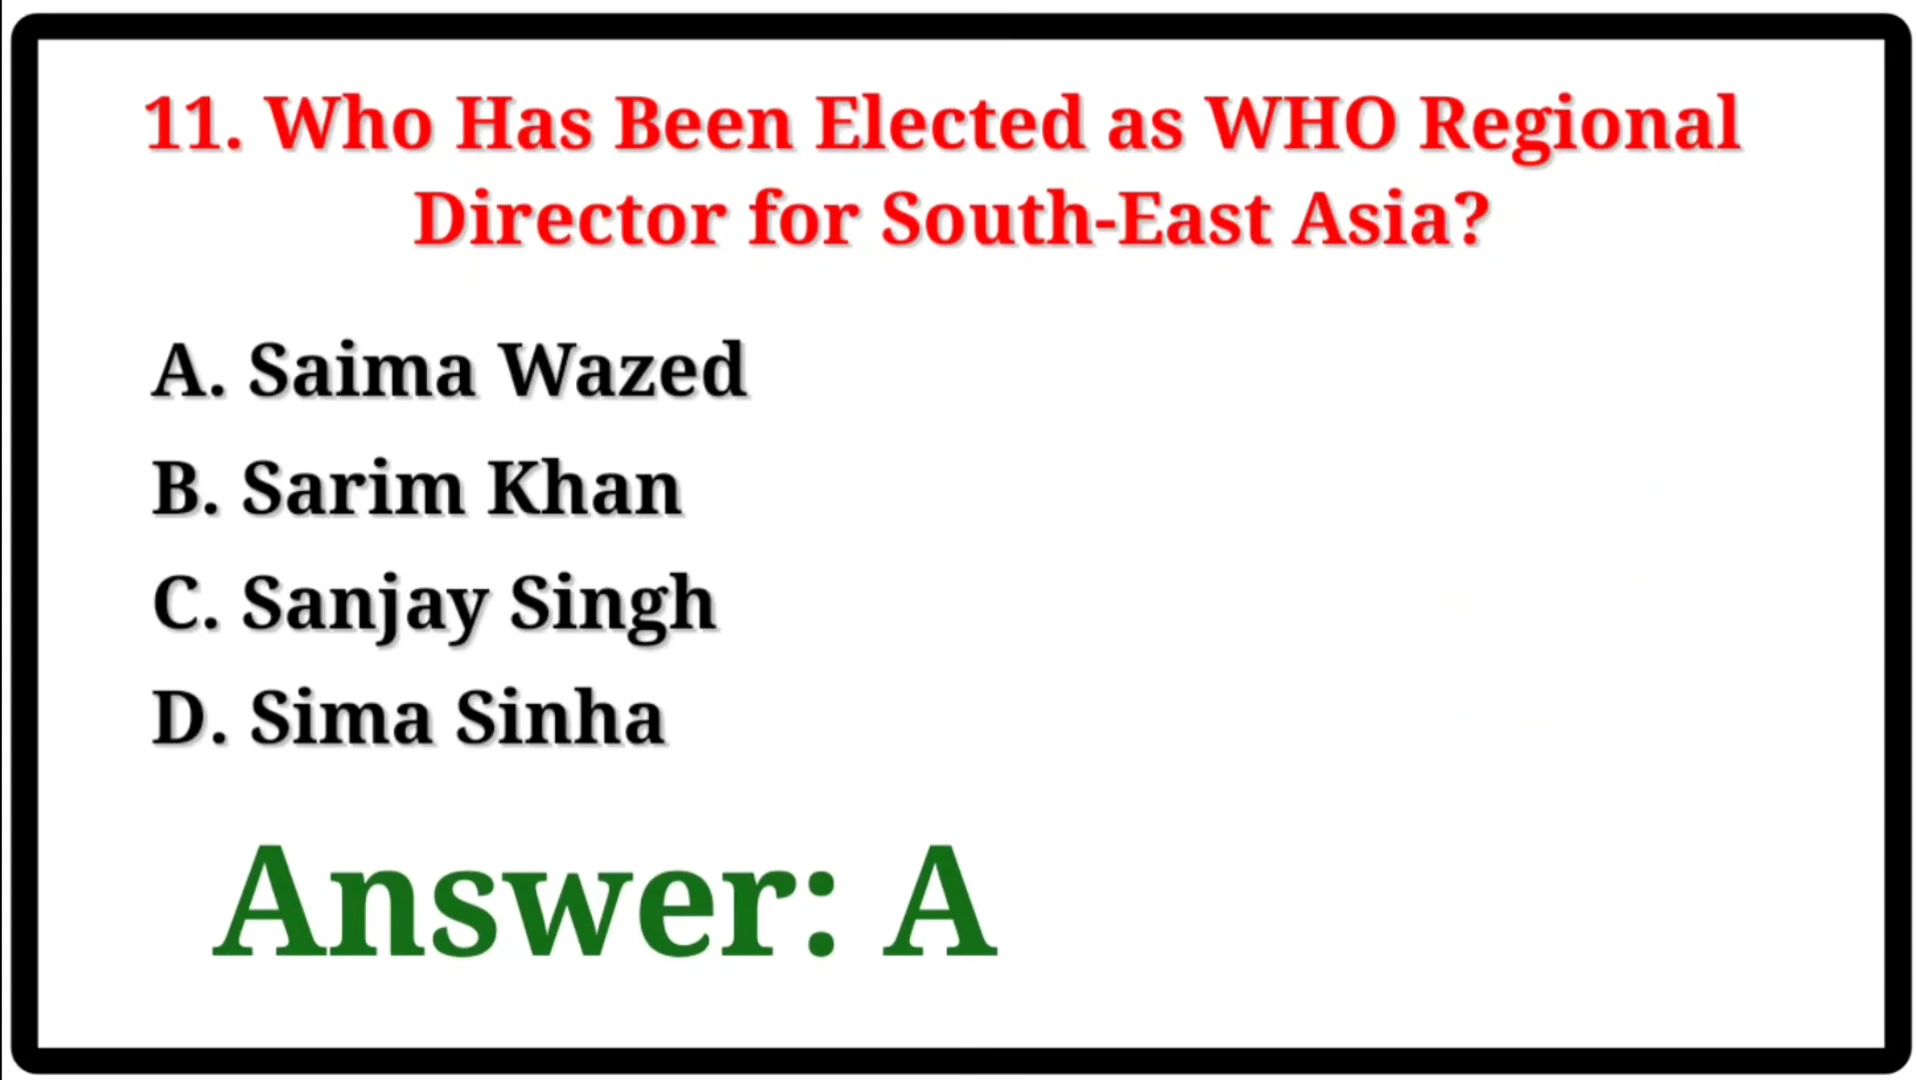 11. Who Has Been Elected as WHO Regional
Director for South-East Asia?
A. Saima Wazed
B. Sarim Khan
C. Sanjay Singh
D. Sima Sinha
Answer: A